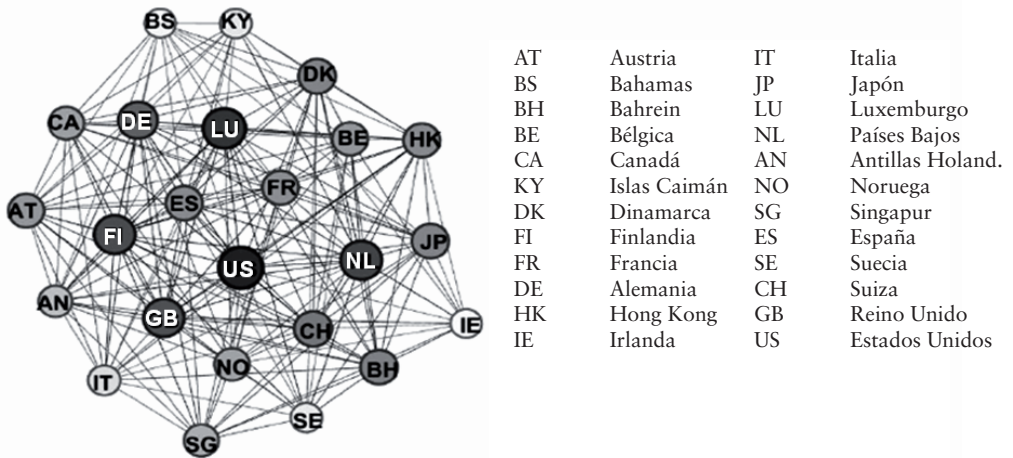 BS KY
DK
CA DE LU BE HK
FR
AT ES
FI JP
US NL
AN
GB CH IE
NO BH
IT
SE
SG
AT Austria IT Italia
BS Bahamas JP Japón
BH Bahrein LU Luxemburgo
BE Bélgica NL Países Bajos
CA Canadá AN Antillas Holand.
KY Islas Caimán NO Noruega
DK Dinamarca SG Singapur
FI Finlandia ES España
FR Francia SE Suecia
DE Alemania CH Suiza
HK Hong Kong GB Reino Unido
IE Irlanda US Estados Unidos